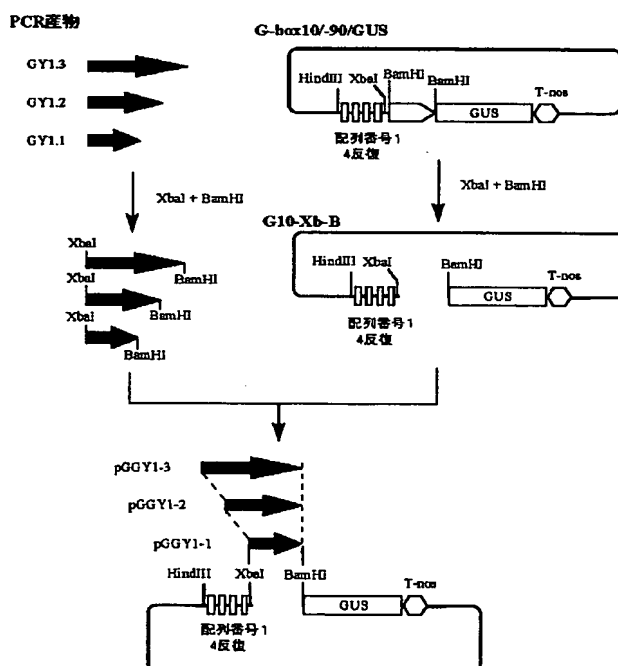 PCR産物
G-box10/-90/GUS
GY1.3
GY1.2
GY1.1
HindIII XbaI BamHI BamHI T-nos
GUS
配列番号1
4反復
XbaI + BamHI
XbaI + BamHI
G10-Xb-B
XbaI
BamHI
XbaI
BamHI
XbaI
BamHI
HindIII XbaI BamHI T-nos
GUS
配列番号1
4反復
pGGY1-3
pGGY1-2
pGGY1-1
HindIII XbaI BamHI T-nos
GUS
配列番号1
4反復